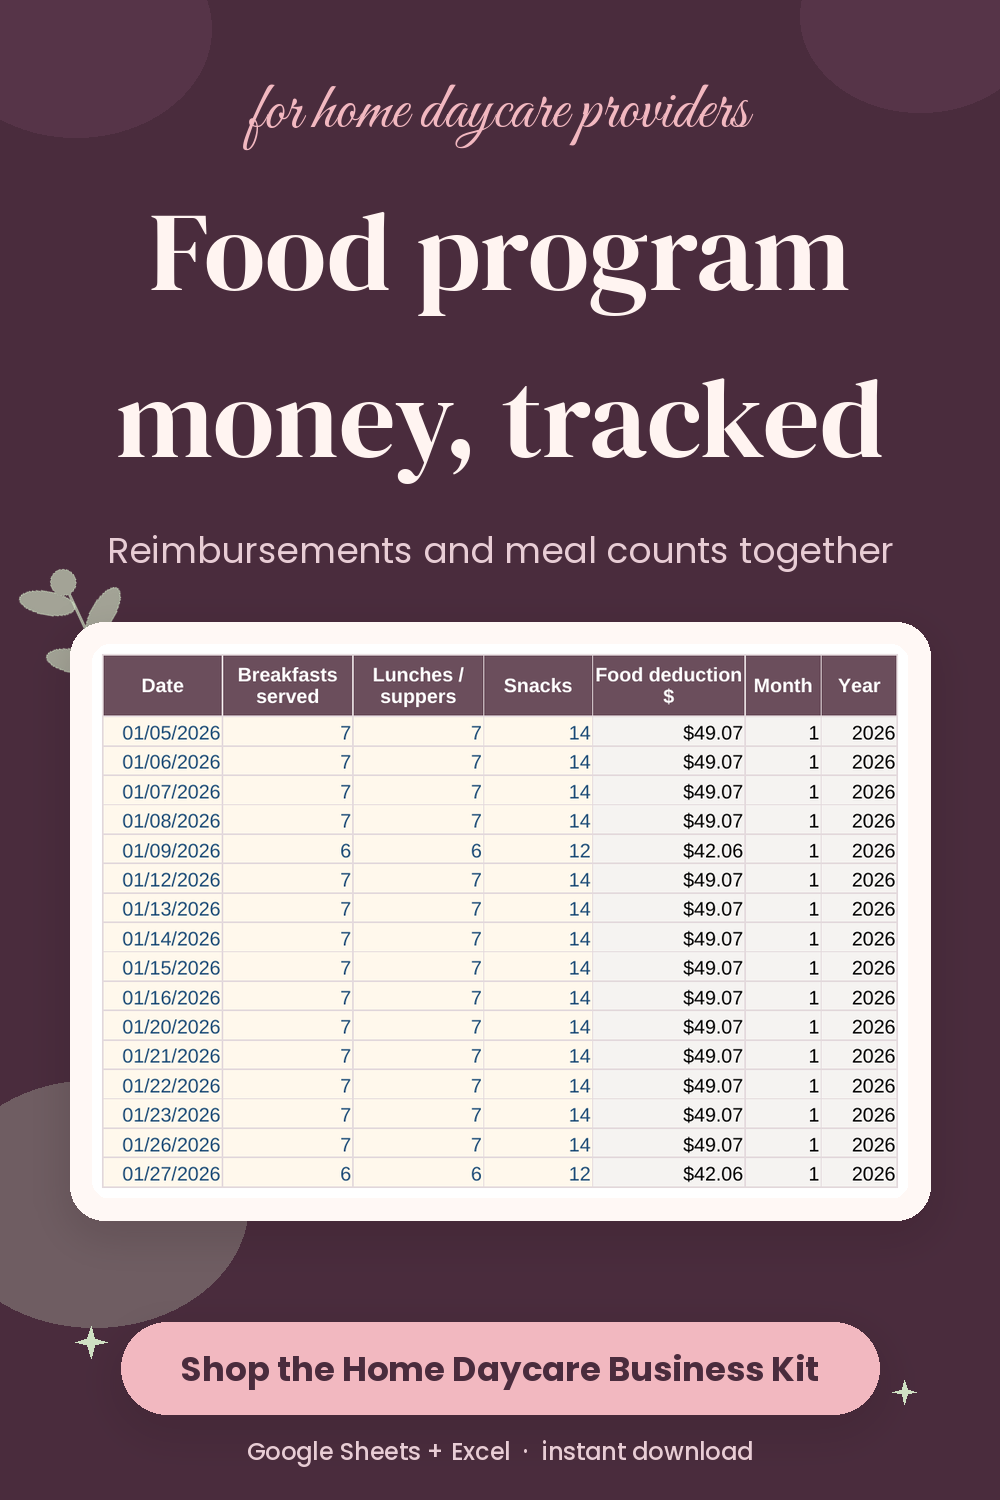 for home daycare providers
Food program
money, tracked
Reimbursements and meal counts together
Date Breakfasts served Lunches / suppers Snacks Food deduction $ Month Year
01/05/2026 7 7 14 $49.07 1 2026
01/06/2026 7 7 14 $49.07 1 2026
01/07/2026 7 7 14 $49.07 1 2026
01/08/2026 7 7 14 $49.07 1 2026
01/09/2026 6 6 12 $42.06 1 2026
01/12/2026 7 7 14 $49.07 1 2026
01/13/2026 7 7 14 $49.07 1 2026
01/14/2026 7 7 14 $49.07 1 2026
01/15/2026 7 7 14 $49.07 1 2026
01/16/2026 7 7 14 $49.07 1 2026
01/20/2026 7 7 14 $49.07 1 2026
01/21/2026 7 7 14 $49.07 1 2026
01/22/2026 7 7 14 $49.07 1 2026
01/23/2026 7 7 14 $49.07 1 2026
01/26/2026 7 7 14 $49.07 1 2026
01/27/2026 6 6 12 $42.06 1 2026
Shop the Home Daycare Business Kit
Google Sheets + Excel · instant download